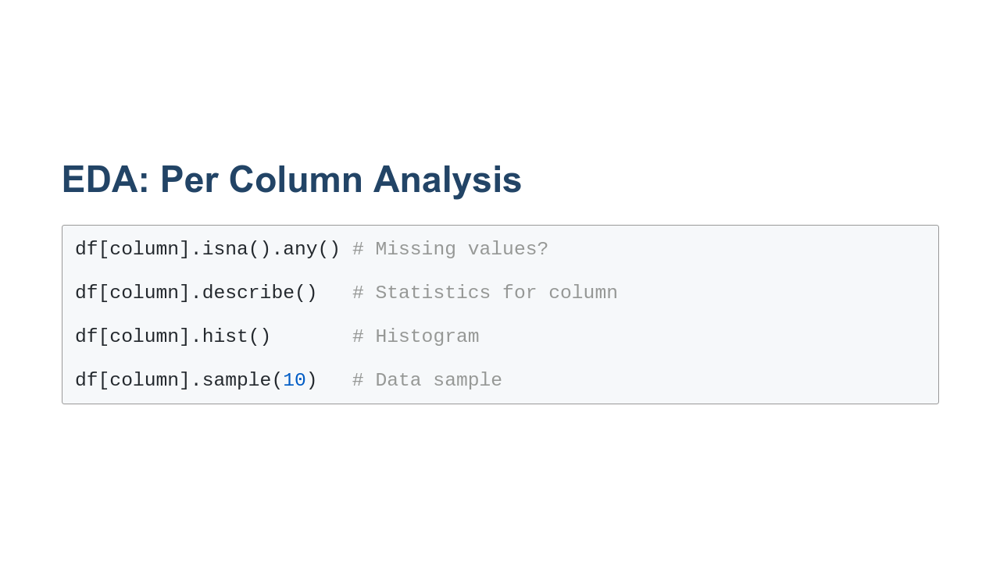 EDA: Per Column Analysis
df[column].isna().any() # Missing values?
df[column].describe()   # Statistics for column
df[column].hist()       # Histogram
df[column].sample(10)   # Data sample